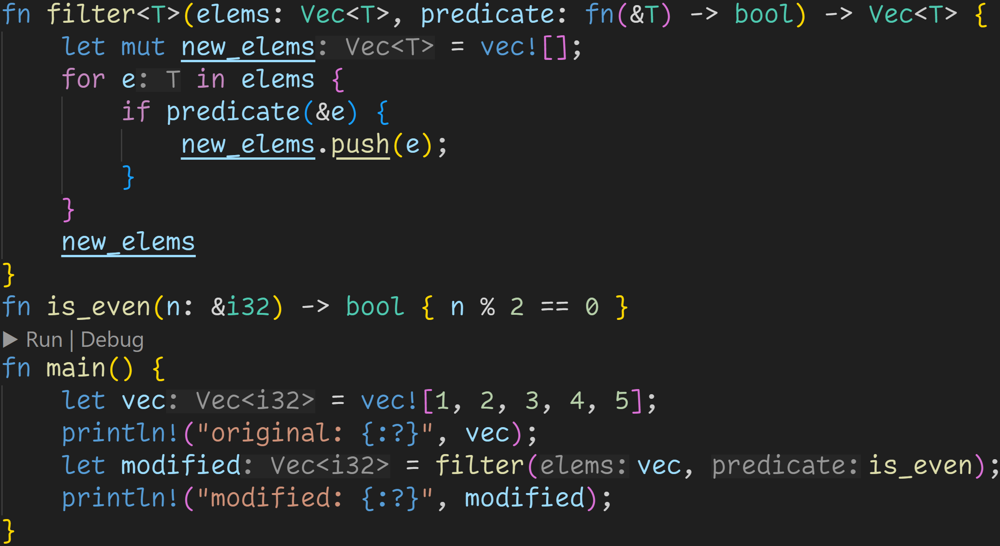 fn filter<T>(elems: Vec<T>, predicate: fn(&T) -> bool) -> Vec<T> {
    let mut new_elems: Vec<T> = vec![];
    for e: T in elems {
        if predicate(&e) {
            new_elems.push(e);
        }
    }
    new_elems
}
fn is_even(n: &i32) -> bool { n % 2 == 0 }
▶ Run | Debug
fn main() {
    let vec: Vec<i32> = vec![1, 2, 3, 4, 5];
    println!("original: {:?}", vec);
    let modified: Vec<i32> = filter(elems: vec, predicate: is_even);
    println!("modified: {:?}", modified);
}